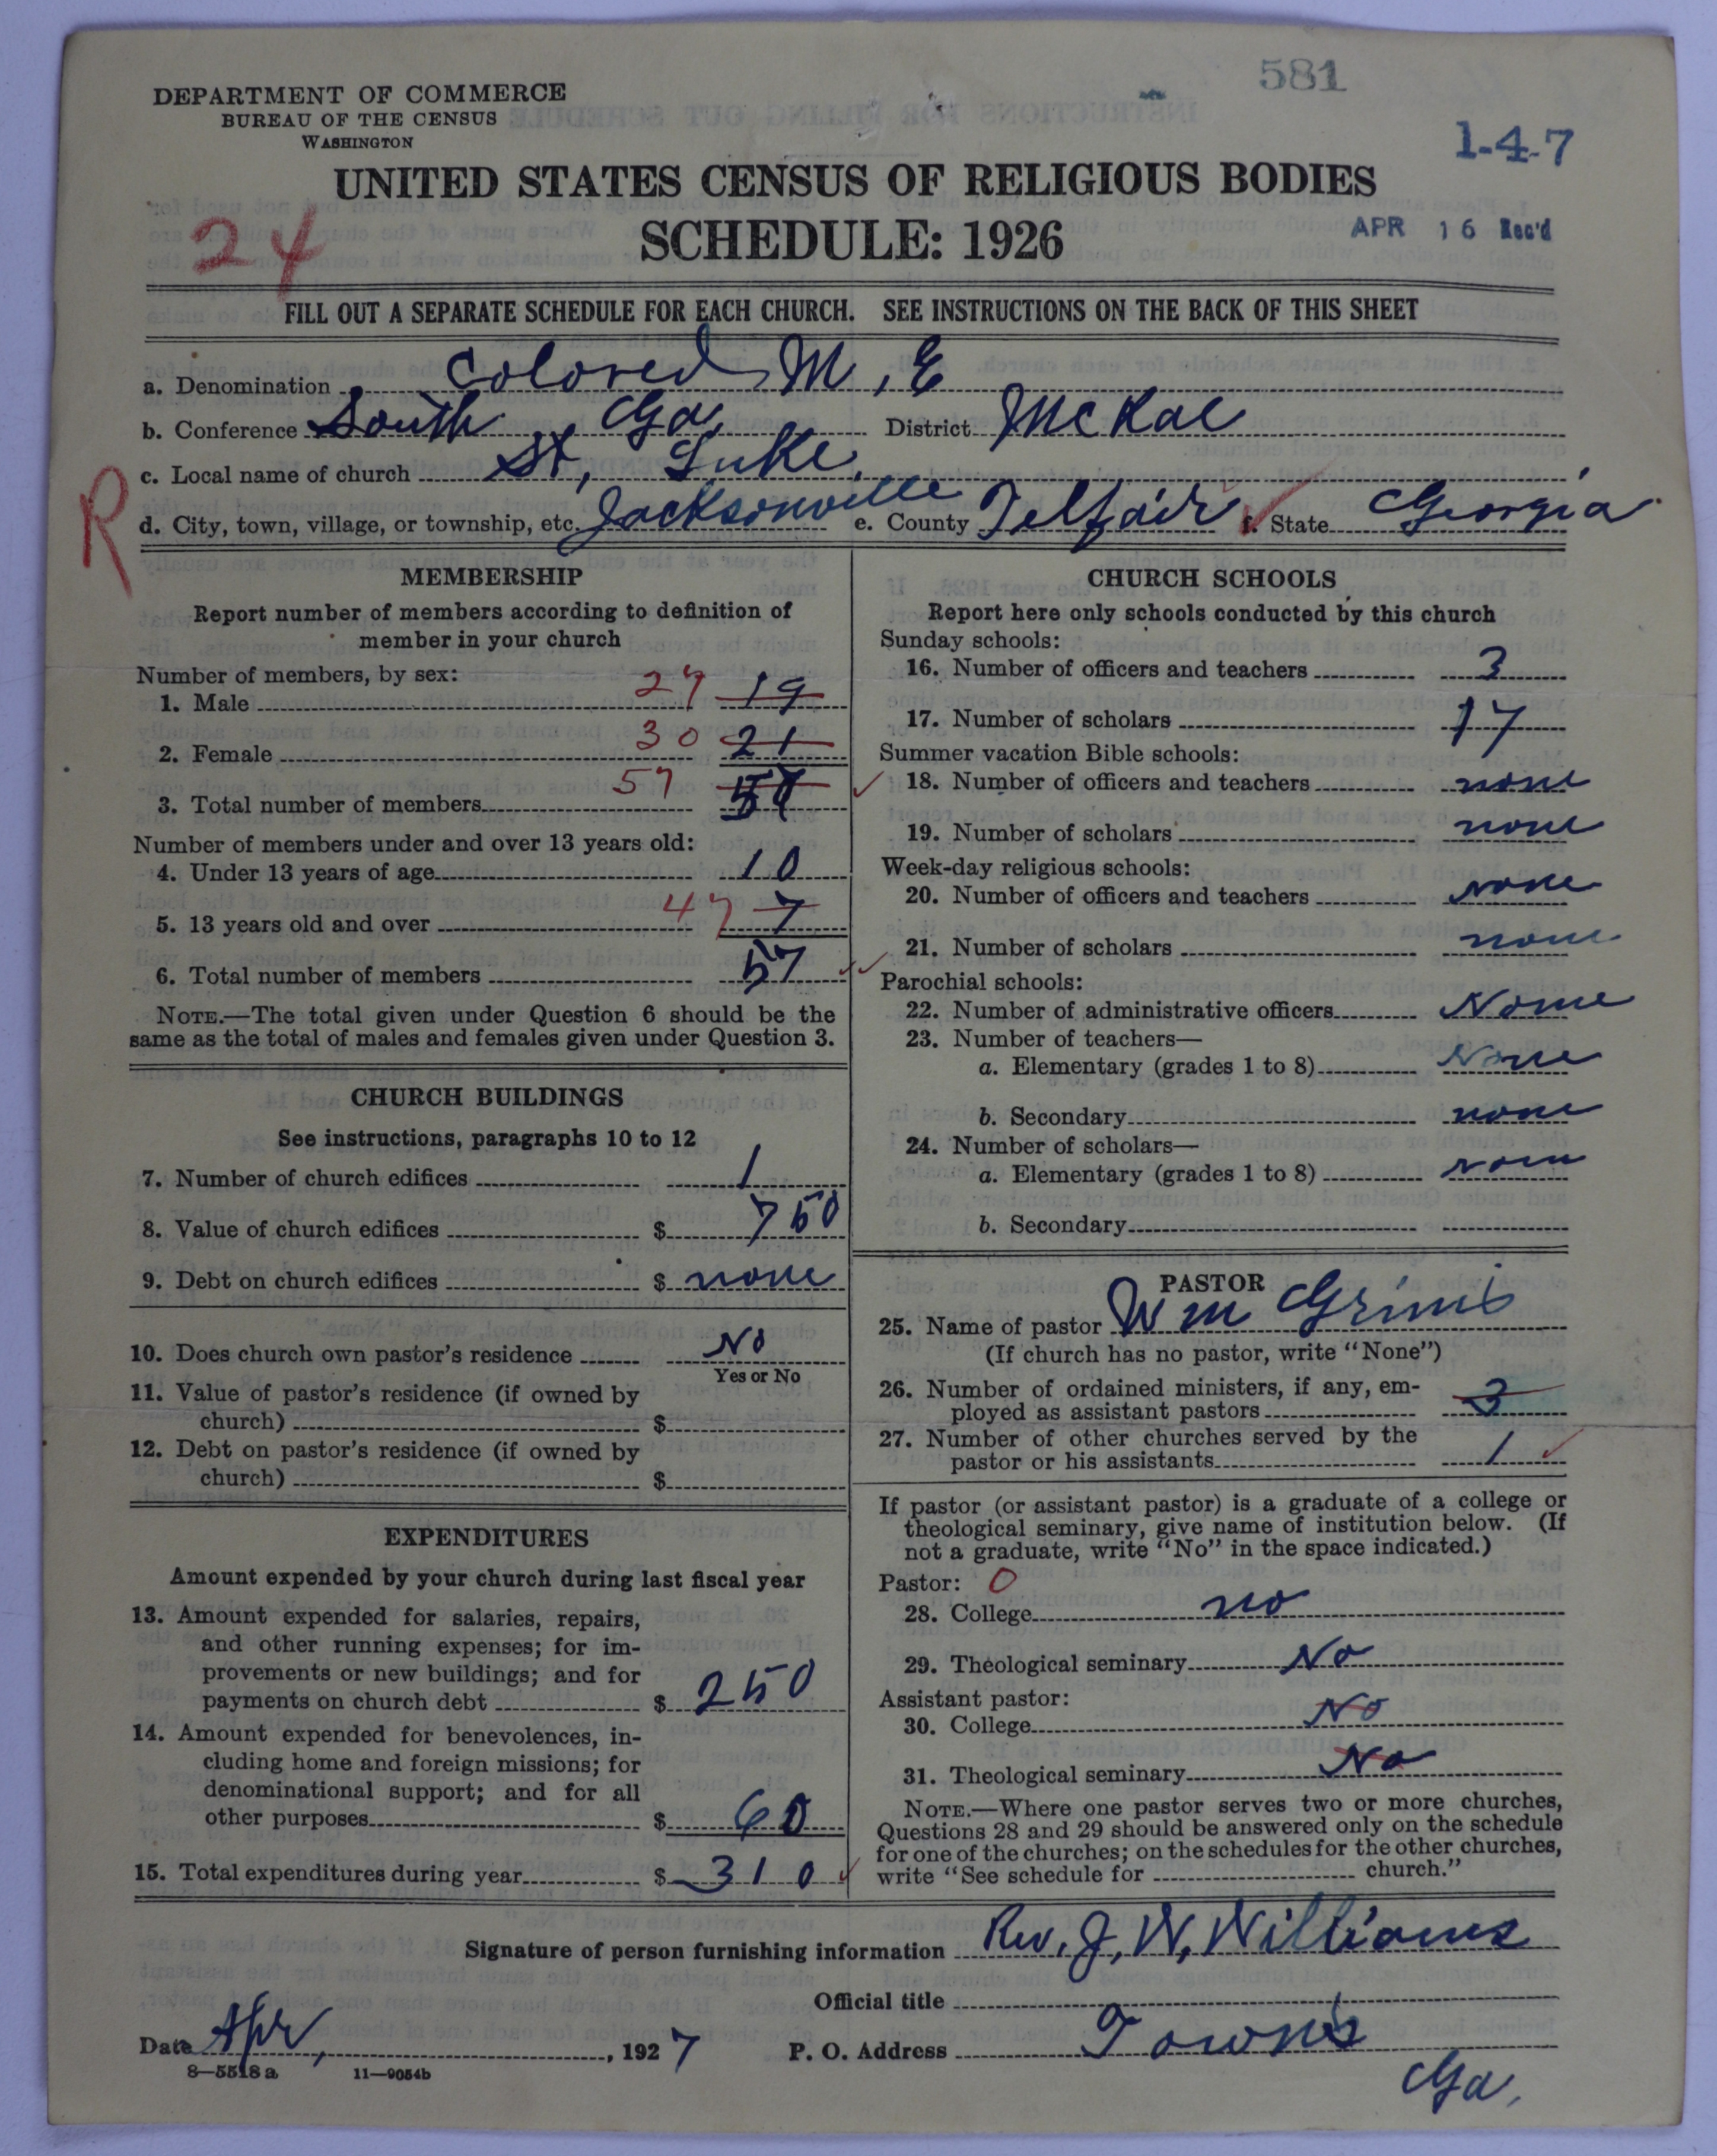 581
DEPARTMENT OF COMMERCE
BUREAU OF THE CENSUS
WASHINGTON
1-4-7
UNITED STATES CENSUS OF RELIGIOUS BODIES
24
SCHEDULE: 1926
APR 16 Rec'd
FILL OUT A SEPARATE SCHEDULE FOR EACH CHURCH. SEE INSTRUCTIONS ON THE BACK OF THIS SHEET
a. Denomination Colored M, E
b. Conference South Ga, District McRae
c. Local name of church St, Luke,
R
d. City, town, village, or township, etc. Jacksonville e. County Telfair f. State Georgia
MEMBERSHIP
Report number of members according to definition of
member in your church
Number of members, by sex:
1. Male 27 19
2. Female 30 21
3. Total number of members 57
Number of members under and over 13 years old:
4. Under 13 years of age 10
5. 13 years old and over 47 7
6. Total number of members 57
NOTE.—The total given under Question 6 should be the
same as the total of males and females given under Question 3.
CHURCH BUILDINGS
See instructions, paragraphs 10 to 12
7. Number of church edifices 1
8. Value of church edifices $ 750
9. Debt on church edifices $ none
10. Does church own pastor's residence No
Yes or No
11. Value of pastor's residence (if owned by
church) $
12. Debt on pastor's residence (if owned by
church) $
EXPENDITURES
Amount expended by your church during last fiscal year
13. Amount expended for salaries, repairs,
and other running expenses; for im-
provements or new buildings; and for
payments on church debt $ 250
14. Amount expended for benevolences, in-
cluding home and foreign missions; for
denominational support; and for all
other purposes $ 60
15. Total expenditures during year $ 310
CHURCH SCHOOLS
Report here only schools conducted by this church
Sunday schools:
16. Number of officers and teachers 3
17. Number of scholars 17
Summer vacation Bible schools:
18. Number of officers and teachers none
19. Number of scholars none
Week-day religious schools:
20. Number of officers and teachers none
21. Number of scholars none
Parochial schools:
22. Number of administrative officers None
23. Number of teachers—
a. Elementary (grades 1 to 8) None
b. Secondary none
24. Number of scholars—
a. Elementary (grades 1 to 8) non
b. Secondary
PASTOR
25. Name of pastor W m Grims
(If church has no pastor, write "None")
26. Number of ordained ministers, if any, em-
ployed as assistant pastors 3
27. Number of other churches served by the
pastor or his assistants 1
If pastor (or assistant pastor) is a graduate of a college or
theological seminary, give name of institution below. (If
not a graduate, write "No" in the space indicated.)
Pastor: 0
28. College no
29. Theological seminary No
Assistant pastor:
30. College No
31. Theological seminary No
NOTE.—Where one pastor serves two or more churches,
Questions 28 and 29 should be answered only on the schedule
for one of the churches; on the schedules for the other churches,
write "See schedule for church."
Signature of person furnishing information Rev, J, W, Williams
Official title
Date Apr, , 1927 P. O. Address Towns
Ga,
8—5518 a 11—9054b